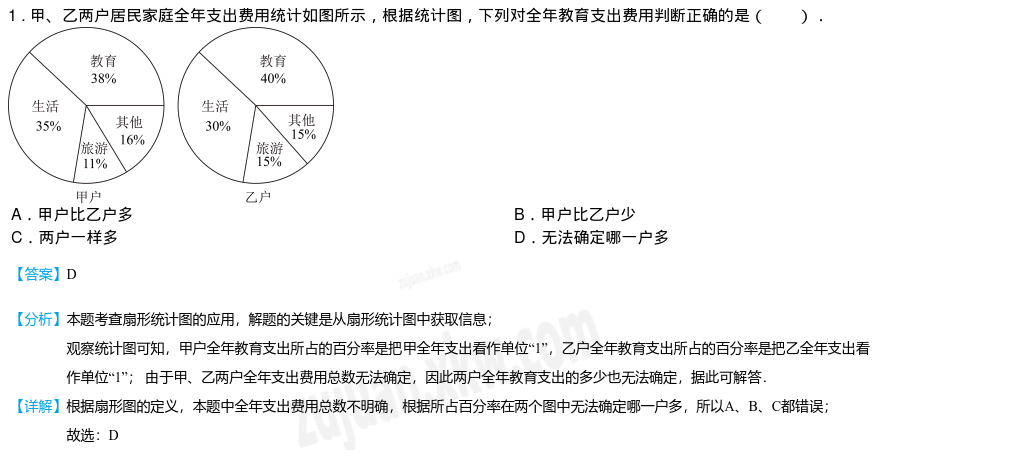 1．甲、乙两户居民家庭全年支出费用统计如图所示，根据统计图，下列对全年教育支出费用判断正确的是（　　）．
教育
38%
生活
35%
其他
16%
旅游
11%
甲户
教育
40%
生活
30%
其他
15%
旅游
15%
乙户
A．甲户比乙户多
B．甲户比乙户少
C．两户一样多
D．无法确定哪一户多
【答案】D
zujuan.xkw.com
【分析】本题考查扇形统计图的应用，解题的关键是从扇形统计图中获取信息；
观察统计图可知，甲户全年教育支出所占的百分率是把甲全年支出看作单位“1”，乙户全年教育支出所占的百分率是把乙全年支出看
作单位“1”； 由于甲、乙两户全年支出费用总数无法确定，因此两户全年教育支出的多少也无法确定，据此可解答．
【详解】根据扇形图的定义，本题中全年支出费用总数不明确，根据所占百分率在两个图中无法确定哪一户多，所以A、B、C都错误；
故选：D
zujuan.xkw.com